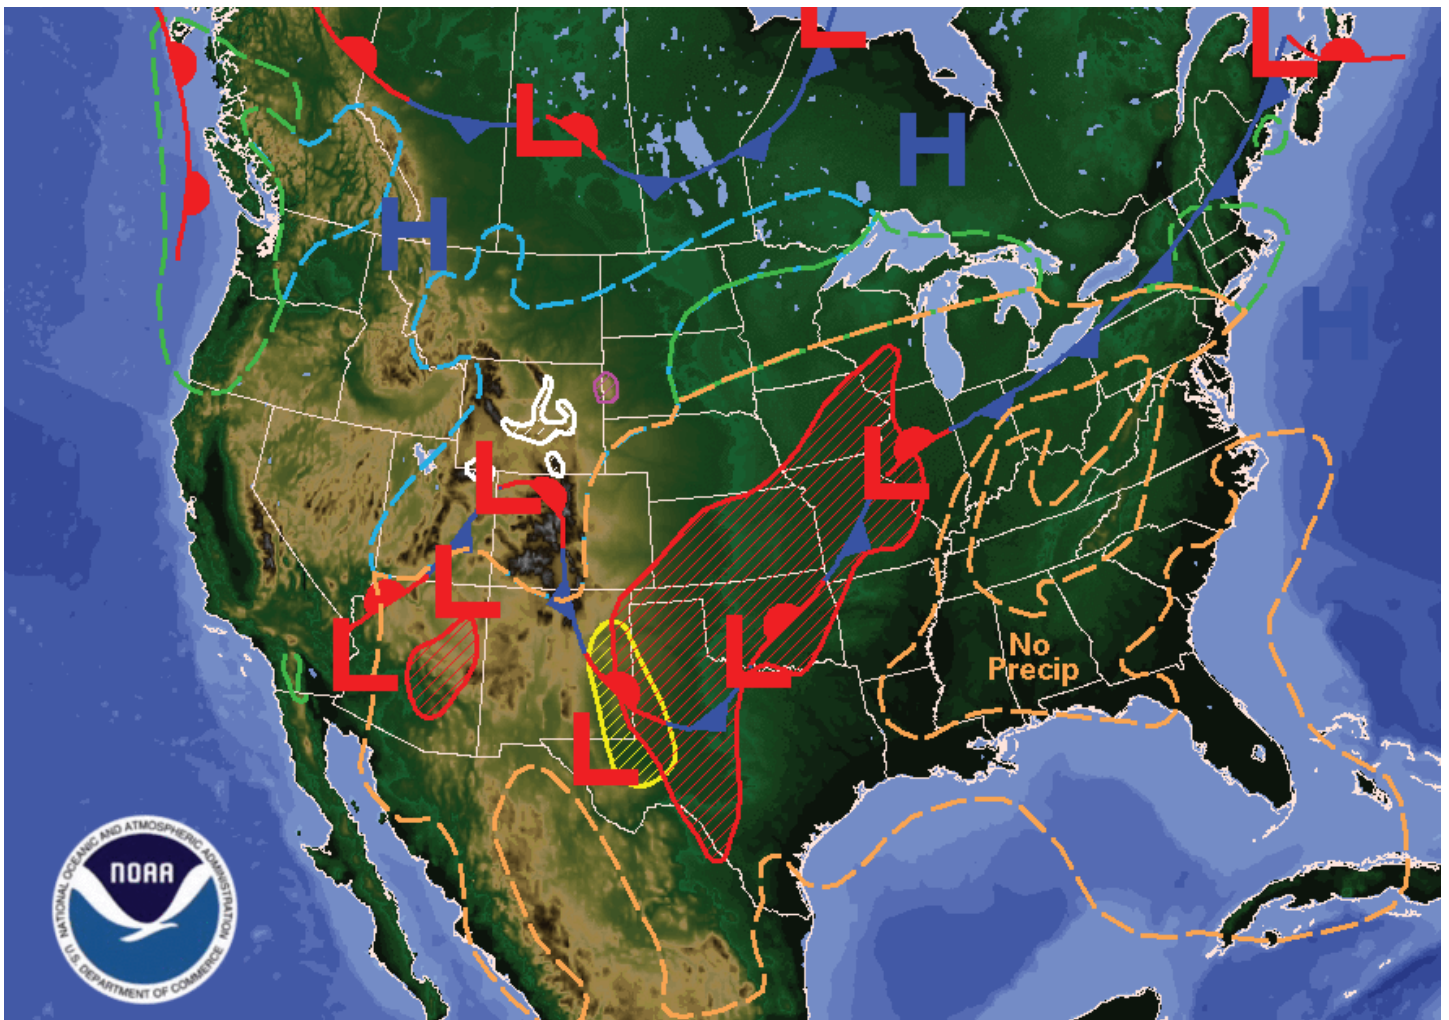 L
L
L
H
H
H
L
L
L
L
L
L
No
Precip
NATIONAL OCEANIC AND ATMOSPHERIC ADMINISTRATION
NOAA
U.S. DEPARTMENT OF COMMERCE